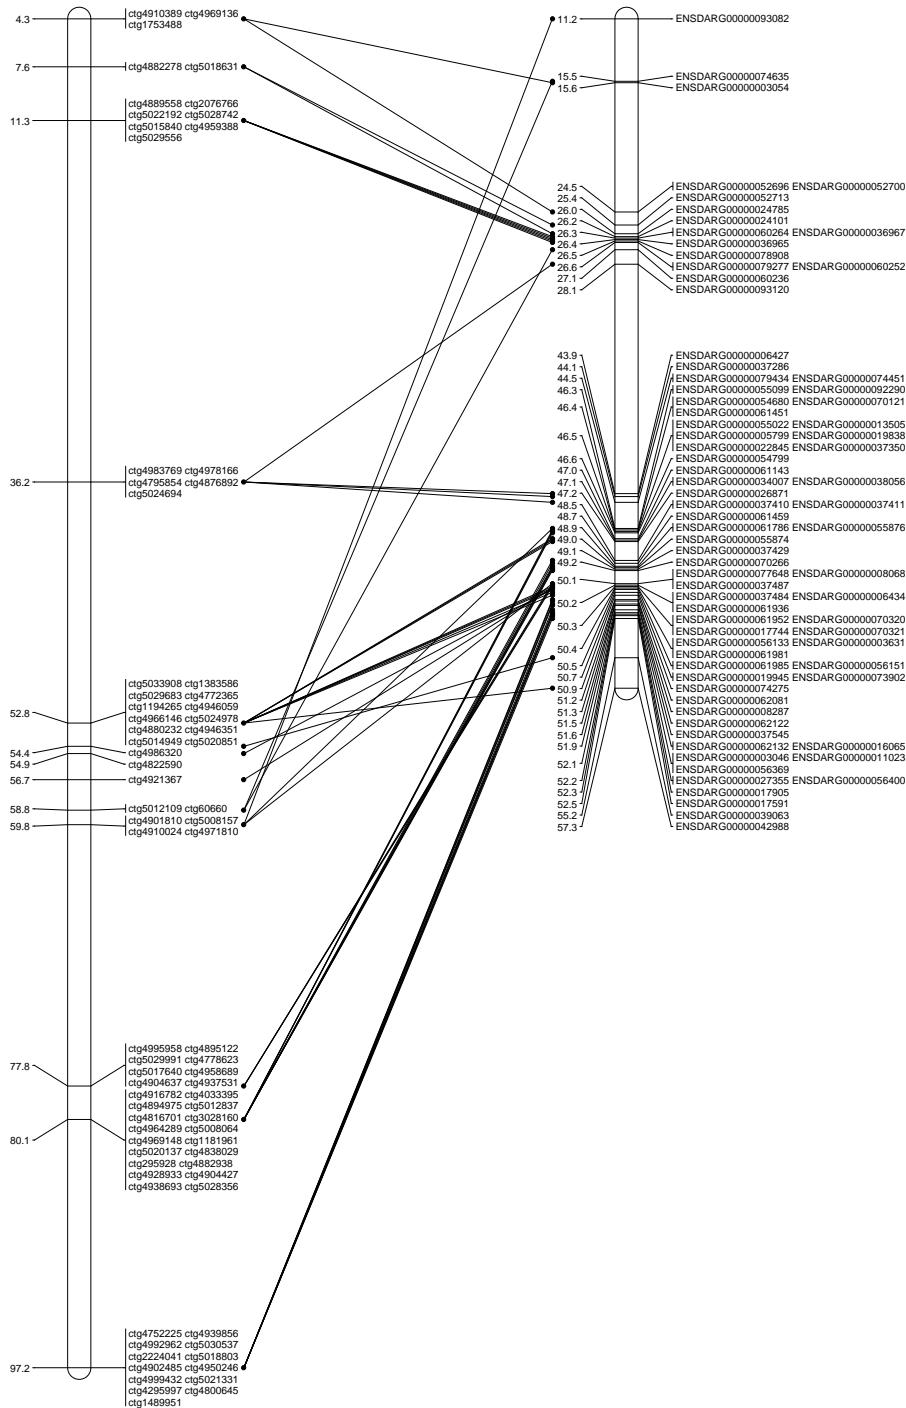 4.3
ctg4910389 ctg4969136
ctg1753488
7.6
ctg4882278 ctg5018631
11.3
ctg4889558 ctg2076766
ctg5022192 ctg5028742
ctg5015840 ctg4959388
ctg5029556
36.2
ctg4983769 ctg4978166
ctg4795854 ctg4876892
ctg5024694
52.8
ctg5033908 ctg1383586
ctg5029683 ctg4772365
ctg1194265 ctg4946059
ctg4966146 ctg5024978
ctg4880232 ctg4946351
ctg5014949 ctg5020851
54.4
ctg4986320
54.9
ctg4822590
56.7
ctg4921367
58.8
ctg5012109 ctg60660
59.8
ctg4901810 ctg5008157
ctg4910024 ctg4971810
77.8
ctg4995958 ctg4895122
ctg5029991 ctg4778623
ctg5017640 ctg4958689
ctg4904637 ctg4937531
80.1
ctg4916782 ctg4033395
ctg4894975 ctg5012837
ctg4816701 ctg3028160
ctg4964289 ctg5008064
ctg4969148 ctg1181961
ctg5020137 ctg4838029
ctg295928 ctg4882938
ctg4928933 ctg4904427
ctg4938693 ctg5028356
97.2
ctg4752225 ctg4939856
ctg4992962 ctg5030537
ctg2224041 ctg5018803
ctg4902485 ctg4950246
ctg4999432 ctg5021331
ctg4295997 ctg4800645
ctg1489951
11.2
15.5
15.6
24.5
25.4
26.0
26.2
26.3
26.4
26.5
26.6
27.1
28.1
43.9
44.1
44.5
46.3
46.4
46.5
46.6
47.0
47.1
47.2
48.5
48.7
48.9
49.0
49.1
49.2
50.1
50.2
50.3
50.4
50.5
50.7
50.9
51.2
51.3
51.5
51.6
51.9
52.1
52.2
52.3
52.5
55.2
57.3
ENSDARG00000093082
ENSDARG00000074635
ENSDARG00000003054
ENSDARG00000052696 ENSDARG00000052700
ENSDARG00000052713
ENSDARG00000024785
ENSDARG00000024101
ENSDARG00000060264 ENSDARG00000036967
ENSDARG00000036965
ENSDARG00000078908
ENSDARG00000079277 ENSDARG00000060252
ENSDARG00000060236
ENSDARG00000093120
ENSDARG00000006427
ENSDARG00000037286
ENSDARG00000079434 ENSDARG00000074451
ENSDARG00000055099 ENSDARG00000092290
ENSDARG00000054680 ENSDARG00000070121
ENSDARG00000061451
ENSDARG00000055022 ENSDARG00000013505
ENSDARG00000005799 ENSDARG00000019838
ENSDARG00000022845 ENSDARG00000037350
ENSDARG00000054799
ENSDARG00000061143
ENSDARG00000034007 ENSDARG00000038056
ENSDARG00000026871
ENSDARG00000037410 ENSDARG00000037411
ENSDARG00000061459
ENSDARG00000061786 ENSDARG00000055876
ENSDARG00000055874
ENSDARG00000037429
ENSDARG00000070266
ENSDARG00000077648 ENSDARG00000008068
ENSDARG00000037487
ENSDARG00000037484 ENSDARG00000006434
ENSDARG00000061936
ENSDARG00000061952 ENSDARG00000070320
ENSDARG00000017744 ENSDARG00000070321
ENSDARG00000056133 ENSDARG00000003631
ENSDARG00000061981
ENSDARG00000061985 ENSDARG00000056151
ENSDARG00000019945 ENSDARG00000073902
ENSDARG00000074275
ENSDARG00000062081
ENSDARG00000008287
ENSDARG00000062122
ENSDARG00000037545
ENSDARG00000062132 ENSDARG00000016065
ENSDARG00000003046 ENSDARG00000011023
ENSDARG00000056369
ENSDARG00000027355 ENSDARG00000056400
ENSDARG00000017905
ENSDARG00000017591
ENSDARG00000039063
ENSDARG00000042988